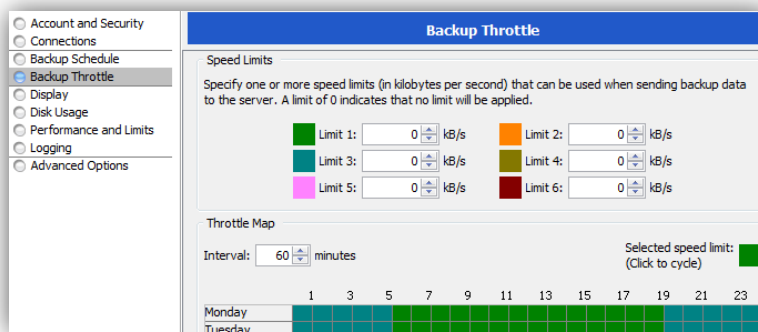 Account and Security
Connections
Backup Schedule
Backup Throttle
Display
Disk Usage
Performance and Limits
Logging
Advanced Options
Backup Throttle
Speed Limits
Specify one or more speed limits (in kilobytes per second) that can be used when sending backup data
to the server. A limit of 0 indicates that no limit will be applied.
Limit 1: 0 kB/s Limit 2: 0 kB/s
Limit 3: 0 kB/s Limit 4: 0 kB/s
Limit 5: 0 kB/s Limit 6: 0 kB/s
Throttle Map
Interval: 60 minutes
Selected speed limit:
(Click to cycle)
1 3 5 7 9 11 13 15 17 19 21 23
Monday
Tuesday